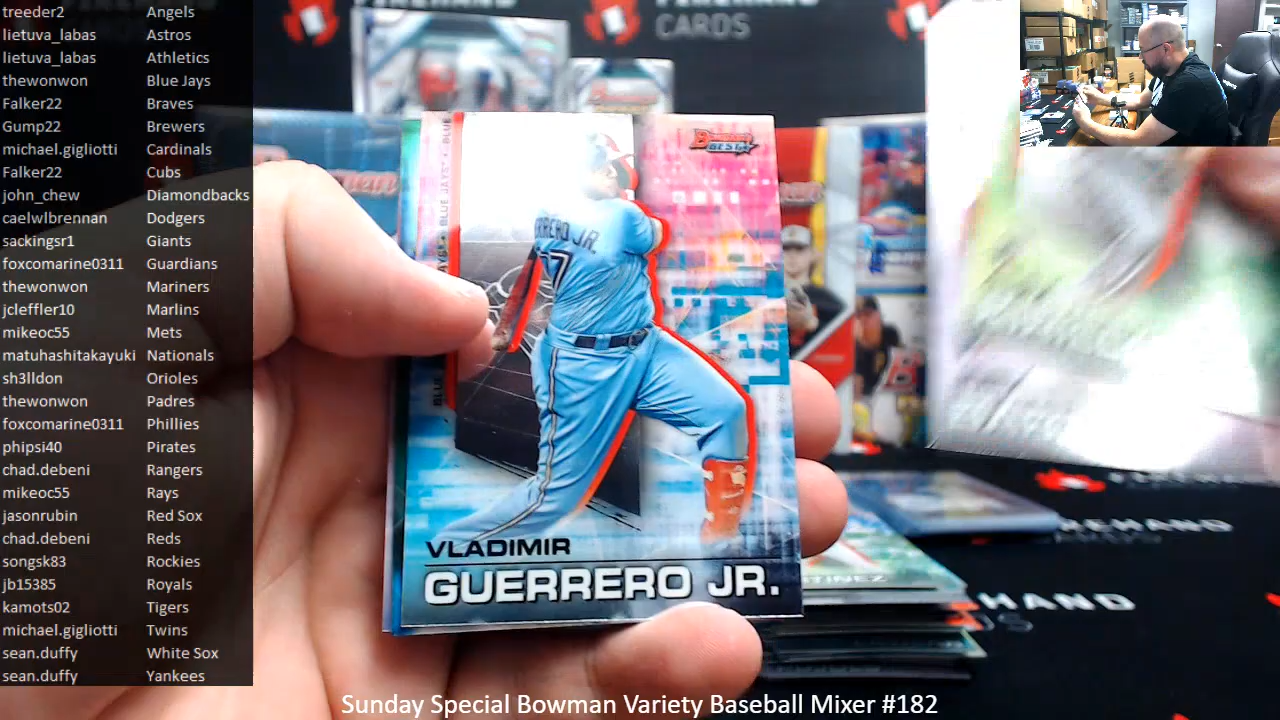 treeder2 Angels
lietuva_labas Astros
lietuva_labas Athletics
thewonwon Blue Jays
Falker22 Braves
Gump22 Brewers
michael.gigliotti Cardinals
Falker22 Cubs
john_chew Diamondbacks
caelwlbrennan Dodgers
sackingsr1 Giants
foxcomarine0311 Guardians
thewonwon Mariners
jcleffler10 Marlins
mikeoc55 Mets
matuhashitakayuki Nationals
sh3lldon Orioles
thewonwon Padres
foxcomarine0311 Phillies
phipsi40 Pirates
chad.debeni Rangers
mikeoc55 Rays
jasonrubin Red Sox
chad.debeni Reds
songsk83 Rockies
jb15385 Royals
kamots02 Tigers
michael.gigliotti Twins
sean.duffy White Sox
sean.duffy Yankees
CARDS
BOWMAN'S
BEST
BLUE JAYS
GUERRERO JR.
VLADIMIR
GUERRERO JR.
Sunday Special Bowman Variety Baseball Mixer #182